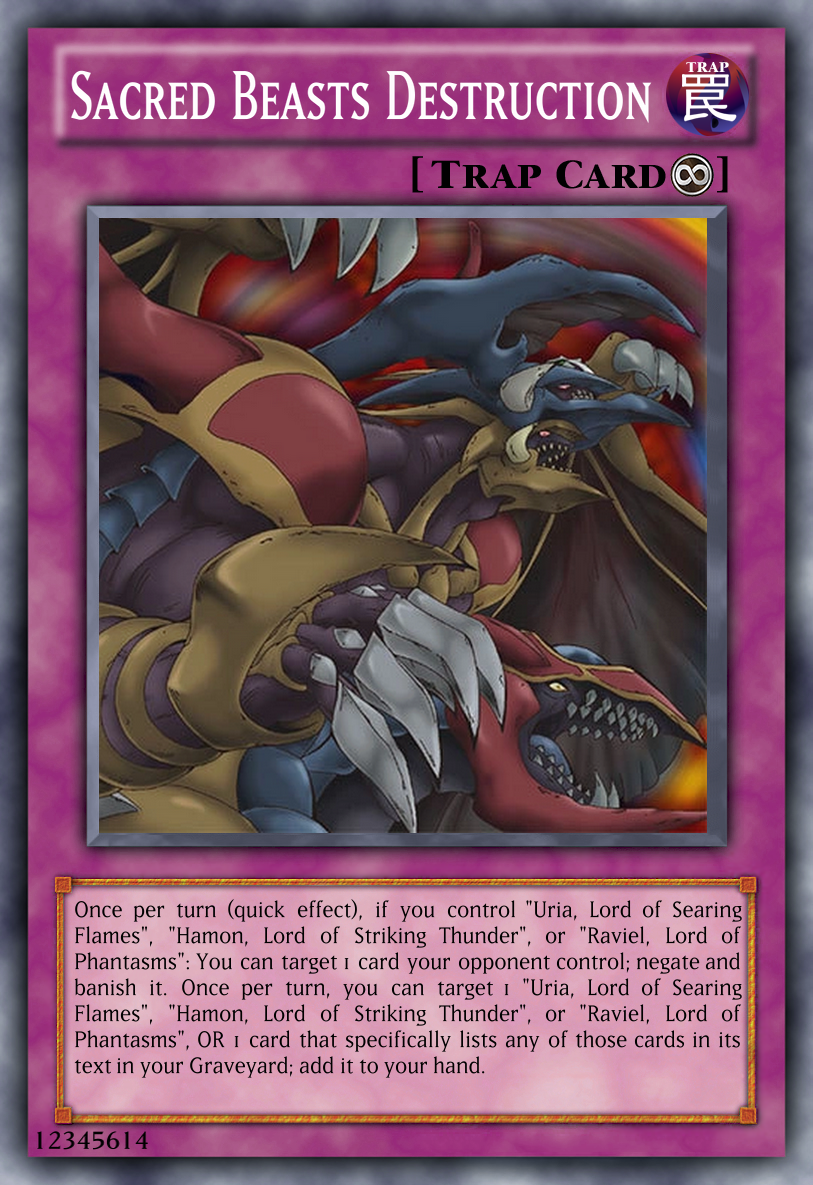 Sacred Beasts Destruction
TRAP
罠
[Trap Card∞]
Once per turn (quick effect), if you control "Uria, Lord of Searing
Flames", "Hamon, Lord of Striking Thunder", or "Raviel, Lord of
Phantasms": You can target 1 card your opponent control; negate and
banish it. Once per turn, you can target 1 "Uria, Lord of Searing
Flames", "Hamon, Lord of Striking Thunder", or "Raviel, Lord of
Phantasms", OR 1 card that specifically lists any of those cards in its
text in your Graveyard; add it to your hand.
12345614